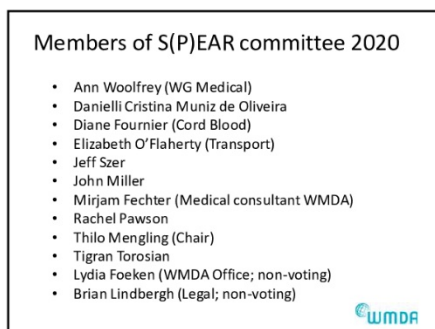 Members of S(P)EAR committee 2020
• Ann Woolfrey (WG Medical)
• Danielli Cristina Muniz de Oliveira
• Diane Fournier (Cord Blood)
• Elizabeth O'Flaherty (Transport)
• Jeff Szer
• John Miller
• Mirjam Fechter (Medical consultant WMDA)
• Rachel Pawson
• Thilo Mengling (Chair)
• Tigran Torosian
• Lydia Foeken (WMDA Office; non-voting)
• Brian Lindbergh (Legal; non-voting)
WMDA